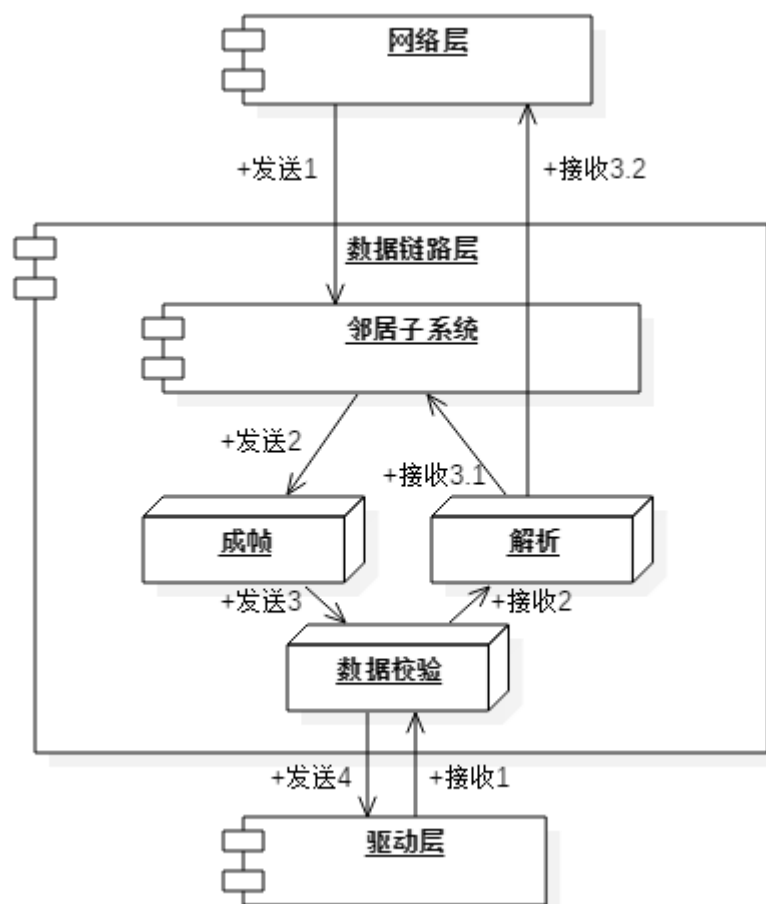 网络层
+发送1
+接收3.2
数据链路层
邻居子系统
+发送2
+接收3.1
成帧
解析
+发送3
+接收2
数据校验
+发送4
+接收1
驱动层